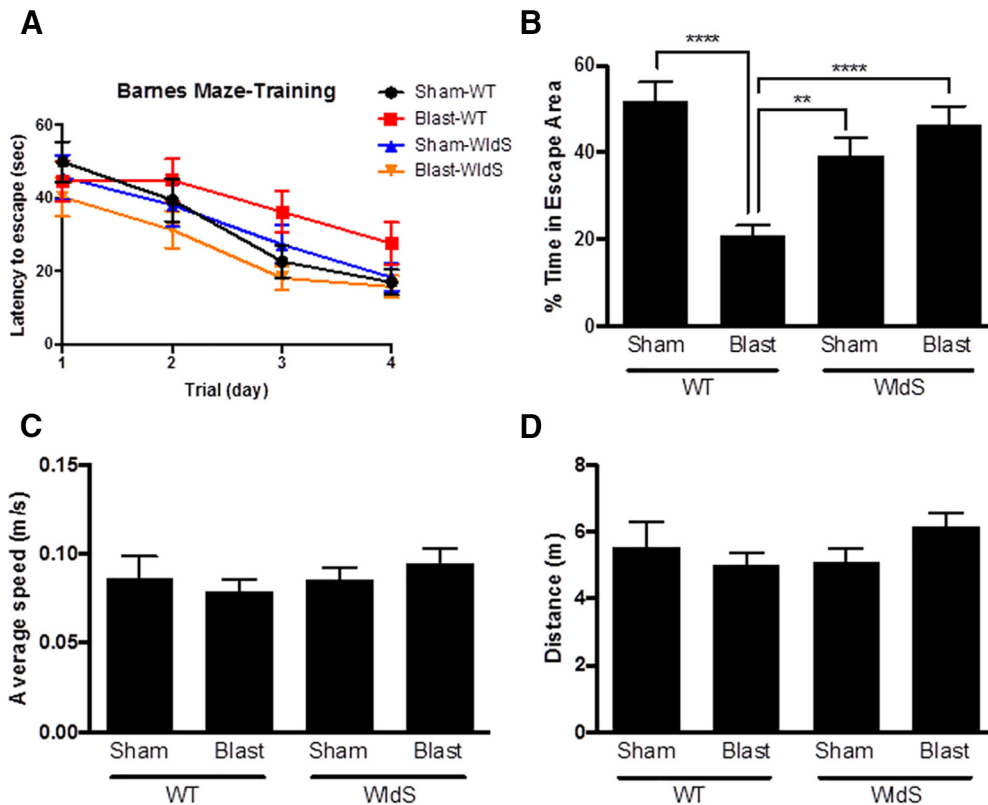 A
Barnes Maze-Training
Sham-WT
Blast-WT
Sham-WldS
Blast-WldS
Latency to escape (sec)
60
40
20
0
1 2 3 4
Trial (day)
B
% Time in Escape Area
60
40
20
0
****
****
**
Sham Blast Sham Blast
WT WldS
C
Average speed (m/s)
0.15
0.10
0.05
0.00
Sham Blast Sham Blast
WT WldS
D
Distance (m)
8
6
4
2
0
Sham Blast Sham Blast
WT WldS